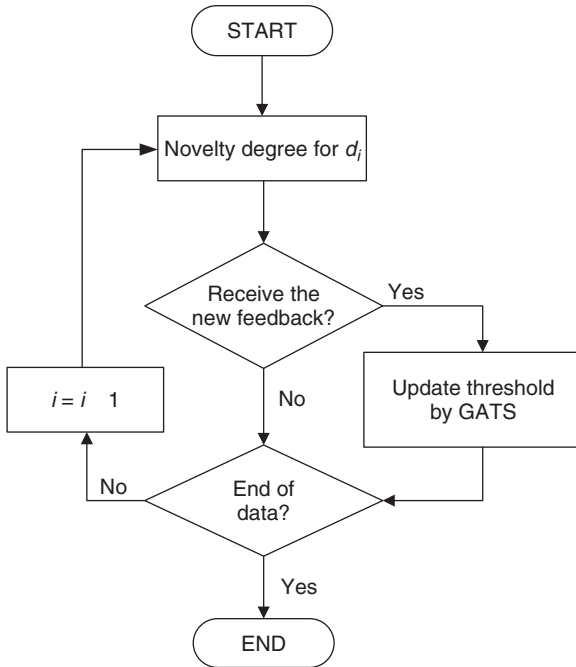 START
Novelty degree for di
Receive the
new feedback?
Yes
No
Update threshold
by GATS
i = i 1
No
End of
data?
Yes
END